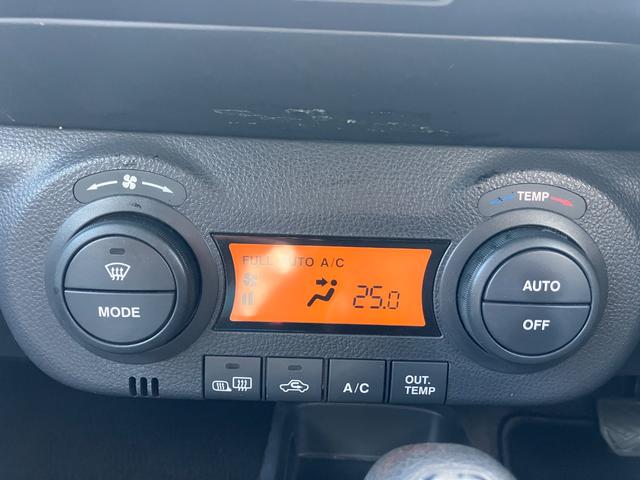 TEMP
FULL AUTO A/C
25.0
AUTO
OFF
MODE
A/C
OUT.
TEMP